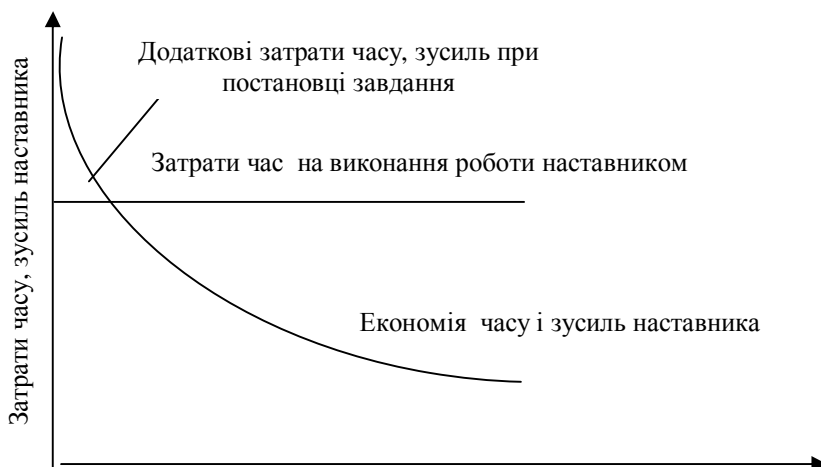 Додаткові затрати часу, зусиль при
постановці завдання
Затрати час на виконання роботи наставником
Економія часу і зусиль наставника
Затрати часу, зусиль наставника